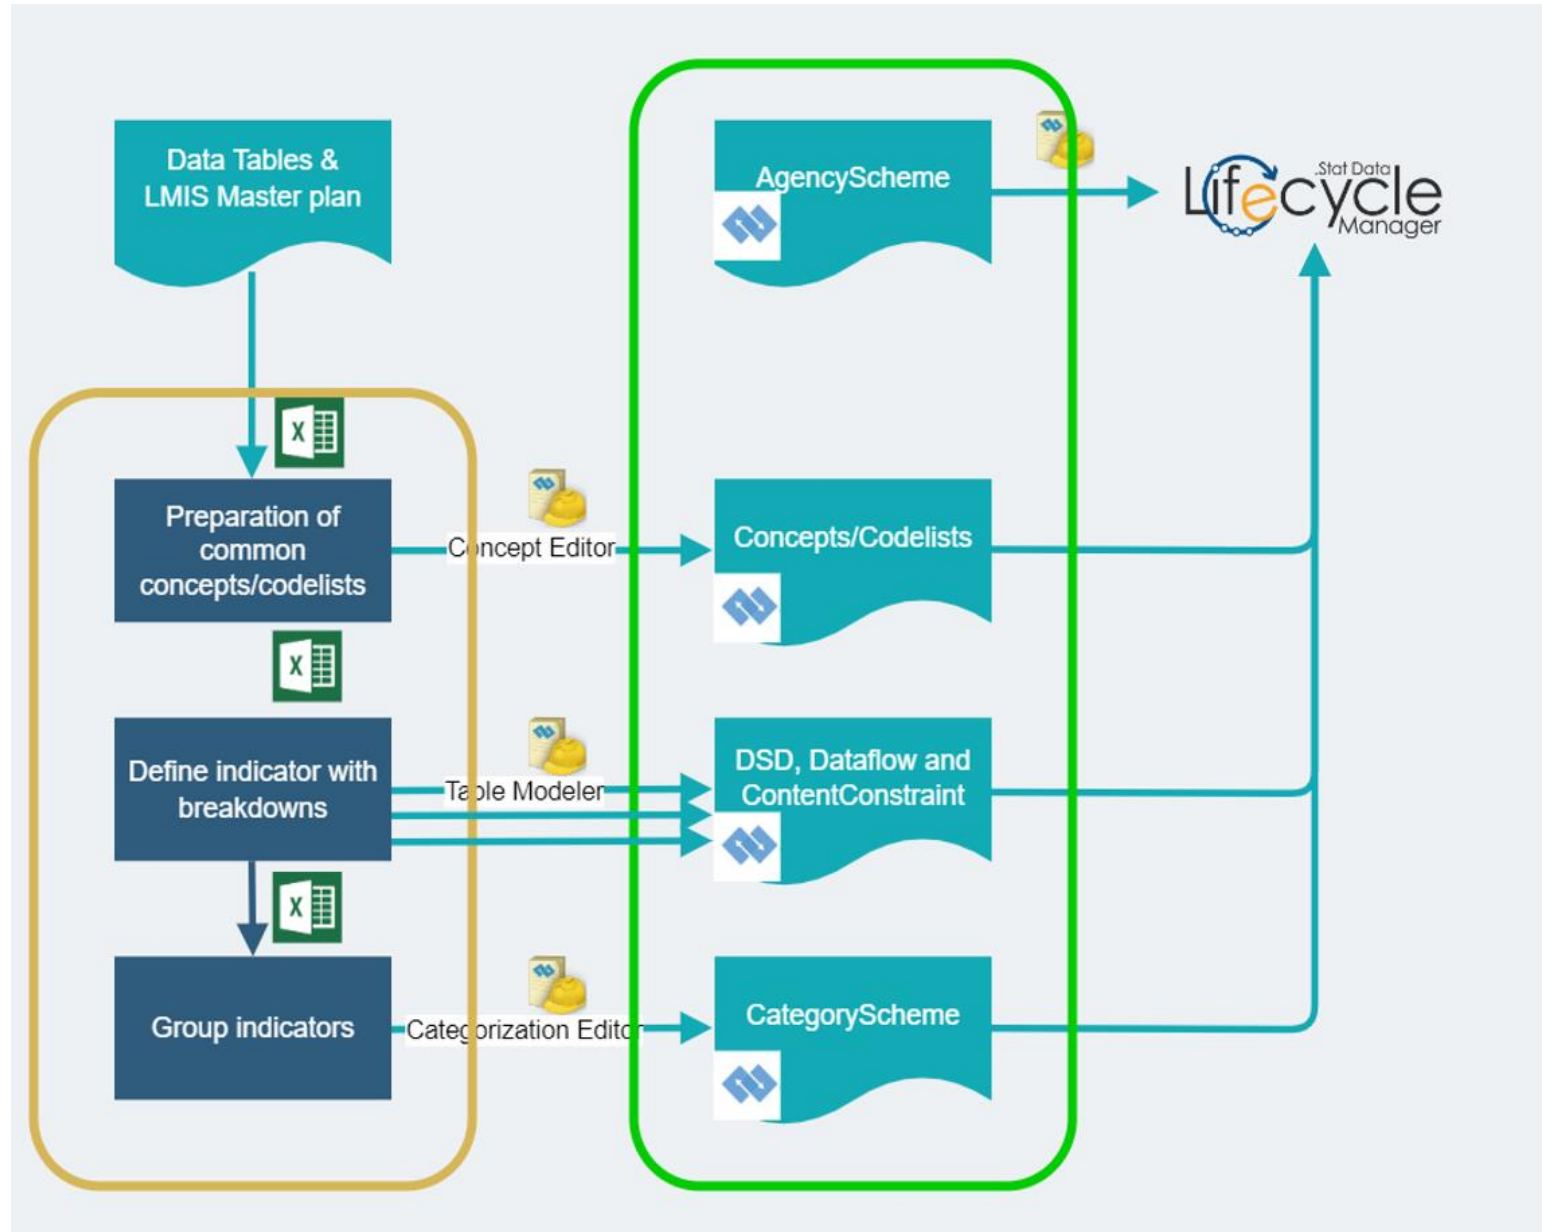 Data Tables &
LMIS Master plan
AgencyScheme
.Stat Data
Lifecycle
Manager
X
Preparation of
common
concepts/codelists
Concept Editor
Concepts/Codelists
X
Define indicator with
breakdowns
Table Modeler
DSD, Dataflow and
ContentConstraint
X
Group indicators
Categorization Editor
CategoryScheme